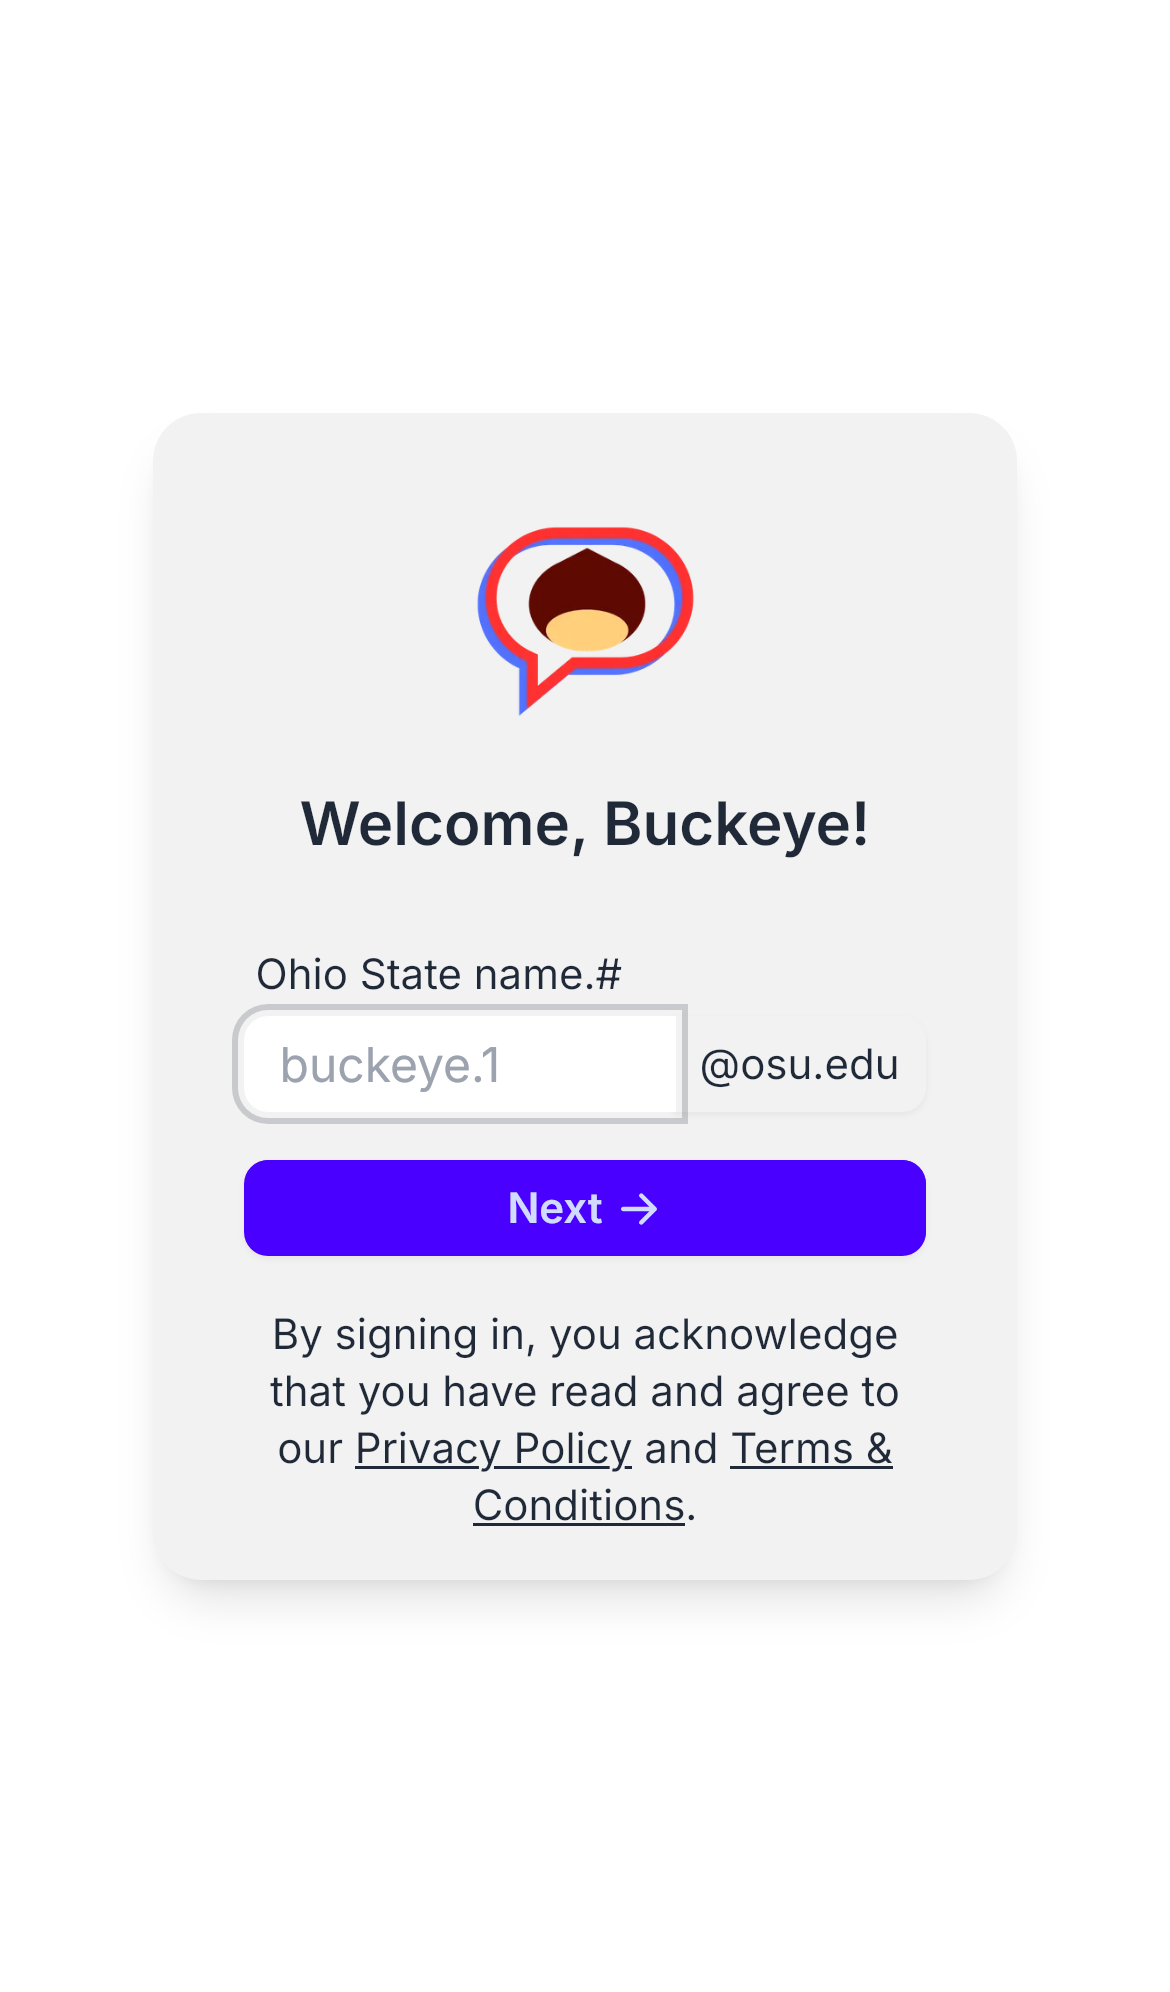 Welcome, Buckeye!
Ohio State name.#
buckeye.1 @osu.edu
Next →
By signing in, you acknowledge
that you have read and agree to
our Privacy Policy and Terms &
Conditions.